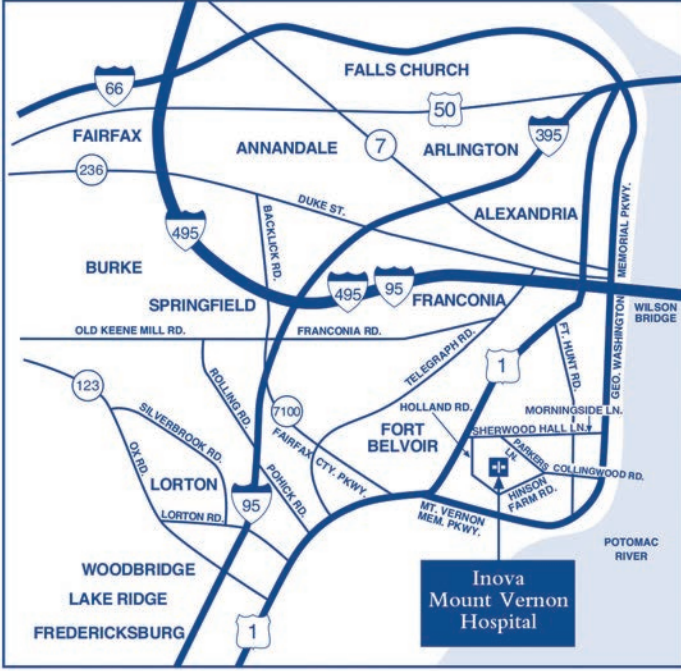 FALLS CHURCH
66
50
FAIRFAX
395
7
ANNANDALE
ARLINGTON
236
DUKE ST.
BACKLICK RD.
ALEXANDRIA
MEMORIAL PKWY.
495
BURKE
495
95
SPRINGFIELD
FRANCONIA
WILSON
BRIDGE
GEO. WASHINGTON
OLD KEENE MILL RD.
FRANCONIA RD.
TELEGRAPH RD.
1
FT. HUNT RD.
123
ROLLING RD.
7100
HOLLAND RD.
MORNINGSIDE LN.
SILVERBROOK RD.
FAIRFAX CTY. PKWY.
FORT
BELVOIR
SHERWOOD HALL LN.
PARKERS
LN.
OX RD.
POHICK RD.
COLLINGWOOD RD.
LORTON
95
HINSON
FARM RD.
LORTON RD.
MT. VERNON
MEM. PKWY.
POTOMAC
RIVER
WOODBRIDGE
LAKE RIDGE
FREDERICKSBURG
1
Inova
Mount Vernon
Hospital